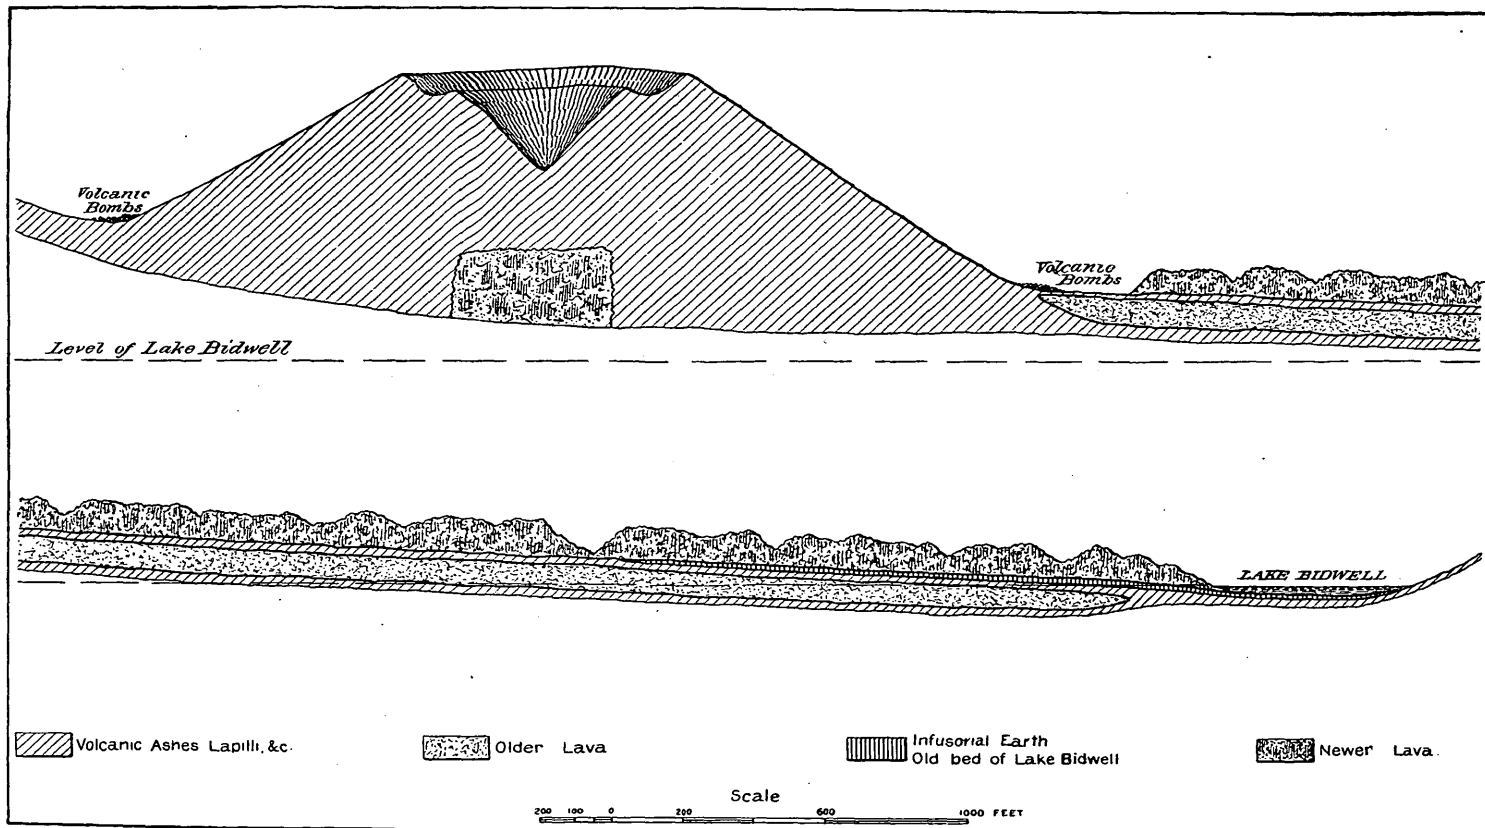 Volcanic
Bombs
Volcanic
Bombs
Level of Lake Bidwell
LAKE BIDWELL
Volcanic Ashes Lapilli, &c.
Older Lava
Infusorial Earth
Old bed of Lake Bidwell
Newer Lava.
Scale
200 100 0 200 600 1000 FEET